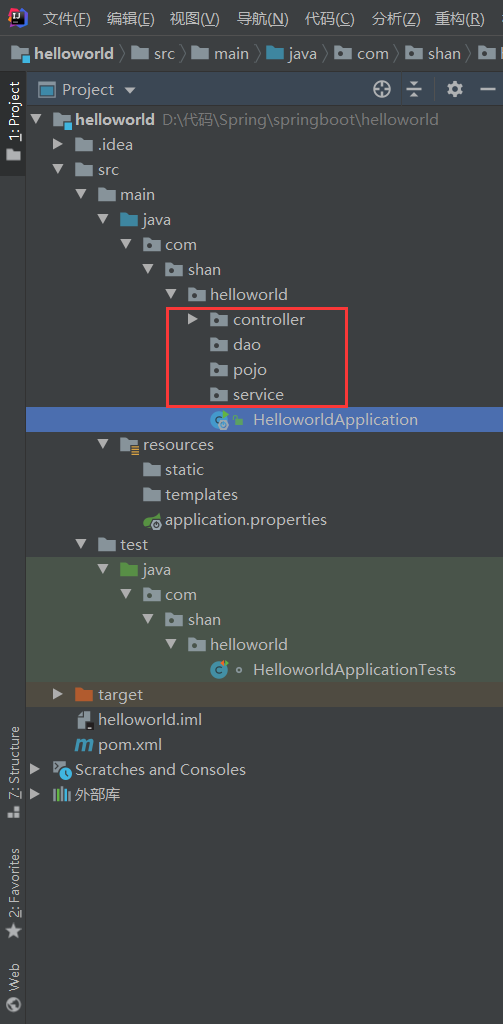 文件(F) 编辑(E) 视图(V) 导航(N) 代码(C) 分析(Z) 重构(R)
helloworld src main java com shan
Project
helloworld D:\代码\Spring\springboot\helloworld
.idea
src
main
java
com
shan
helloworld
controller
dao
pojo
service
HelloworldApplication
resources
static
templates
application.properties
test
java
com
shan
helloworld
HelloworldApplicationTests
target
helloworld.iml
pom.xml
Scratches and Consoles
外部库
1: Project
7: Structure
2: Favorites
Web